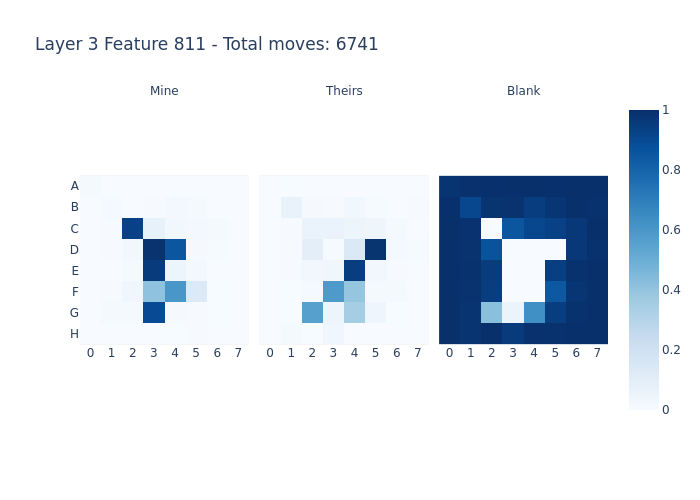 Layer 3 Feature 811 - Total moves: 6741
Mine
Theirs
Blank
A
B
C
D
E
F
G
H
0 1 2 3 4 5 6 7
0 1 2 3 4 5 6 7
0 1 2 3 4 5 6 7
1
0.8
0.6
0.4
0.2
0